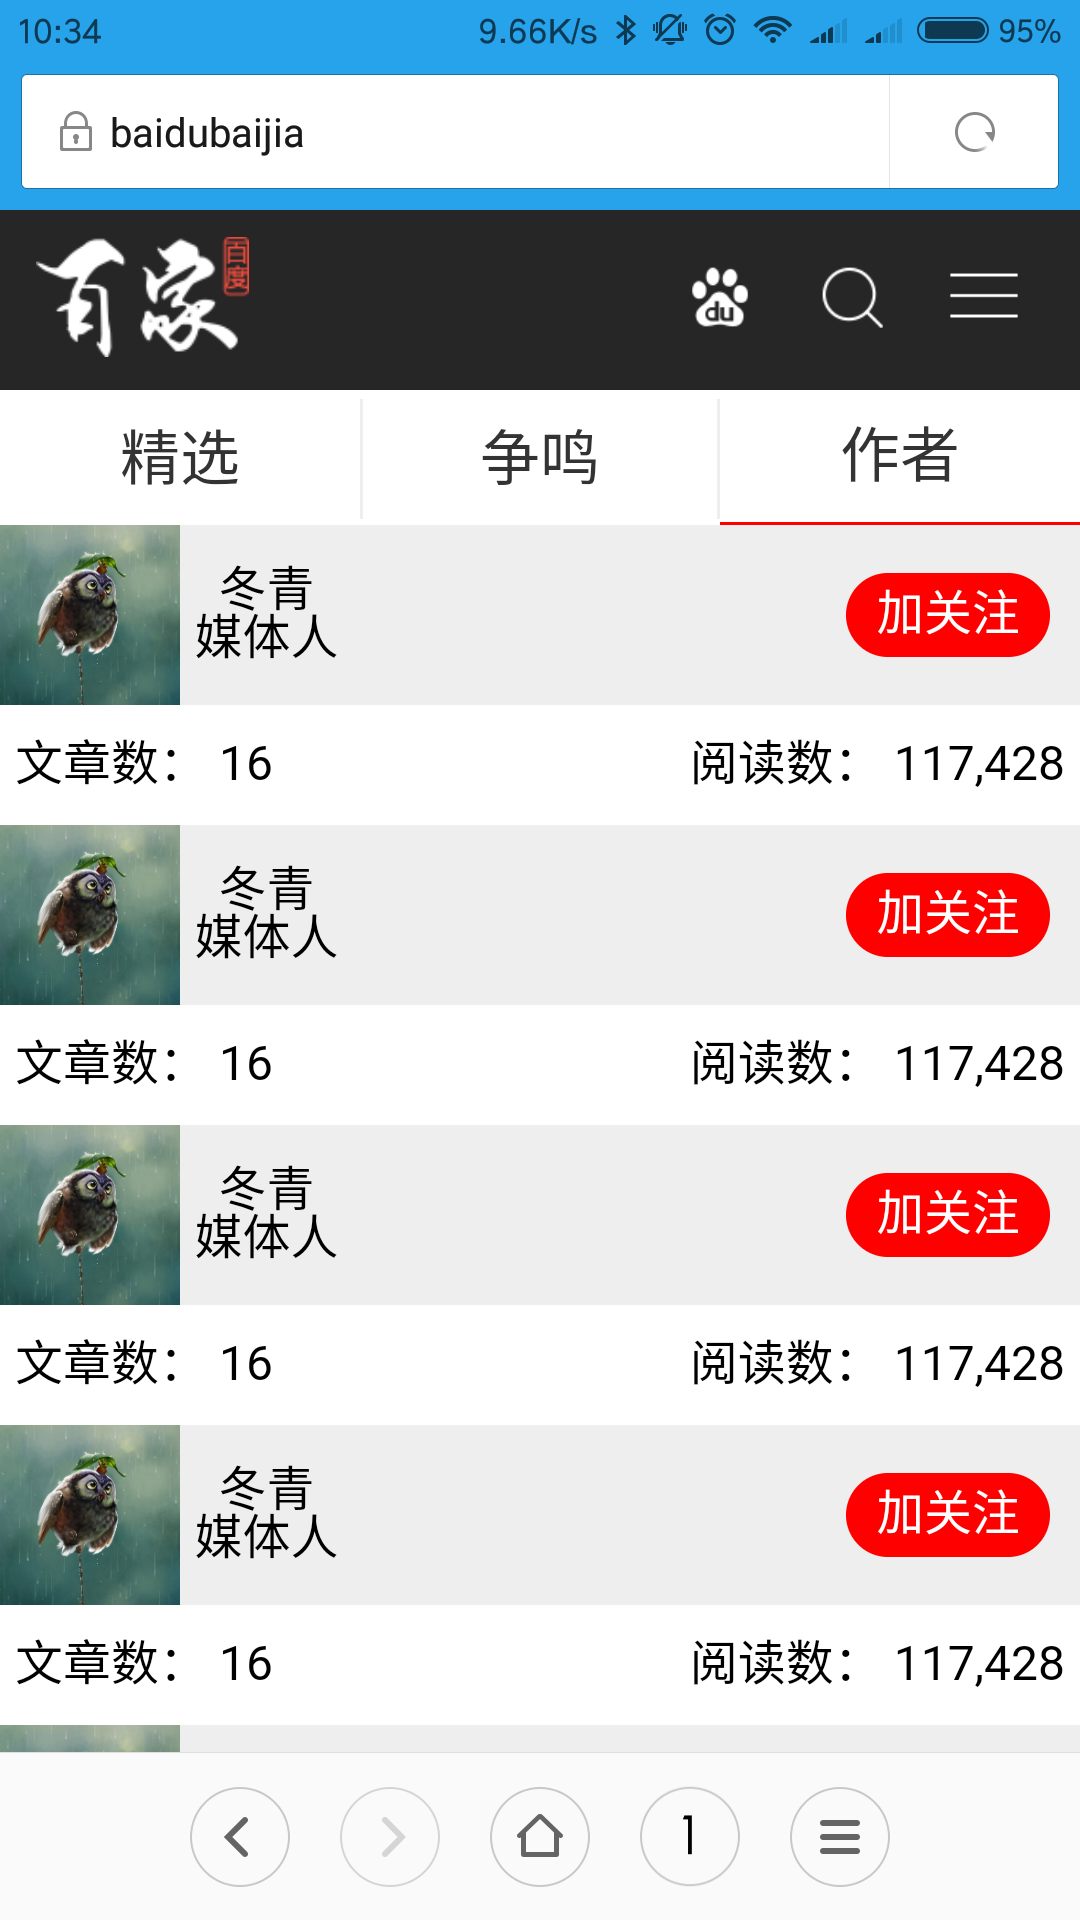 10:34 9.66K/s 95%
baidubaijia
百家 百度
du
精选 争鸣 作者
冬青
媒体人
加关注
文章数： 16 阅读数： 117,428
冬青
媒体人
加关注
文章数： 16 阅读数： 117,428
冬青
媒体人
加关注
文章数： 16 阅读数： 117,428
冬青
媒体人
加关注
文章数： 16 阅读数： 117,428
1